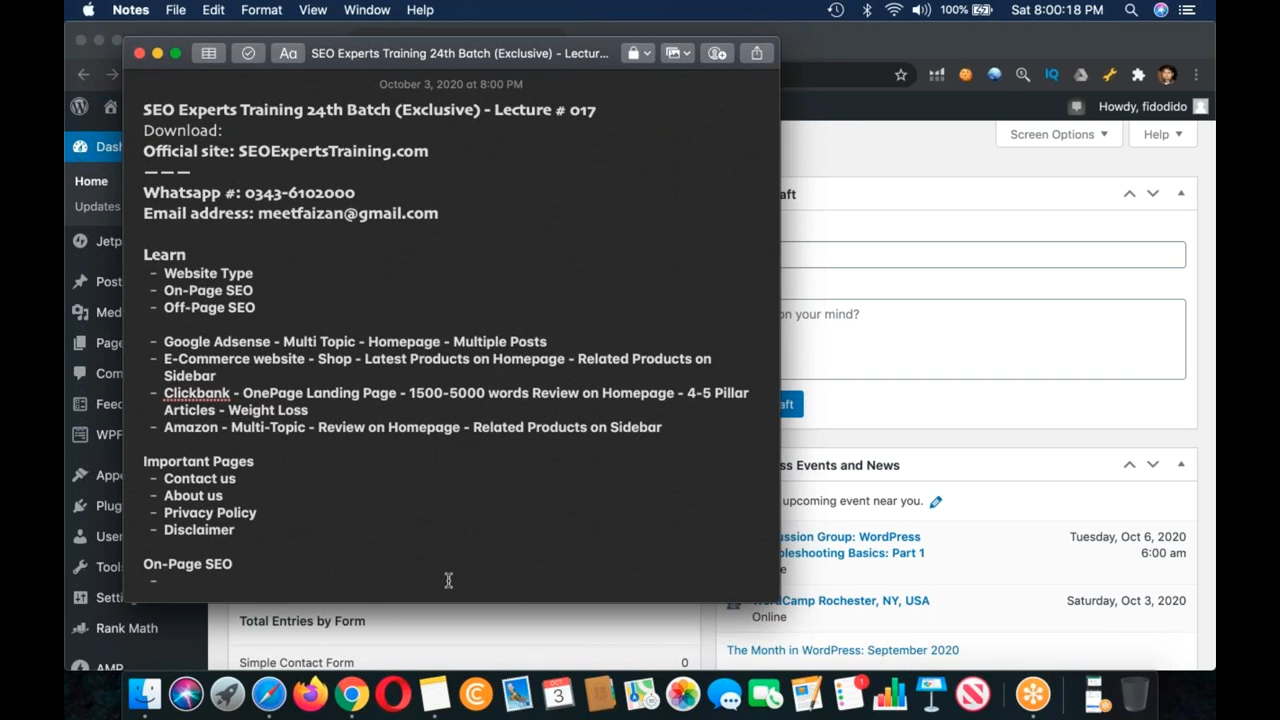 Notes File Edit Format View Window Help 100% Sat 8:00:18 PM
Aa SEO Experts Training 24th Batch (Exclusive) - Lectur...
October 3, 2020 at 8:00 PM
SEO Experts Training 24th Batch (Exclusive) - Lecture # 017
Download:
Official site: SEOExpertsTraining.com
———
Whatsapp #: 0343-6102000
Email address: meetfaizan@gmail.com
Learn
- Website Type
- On-Page SEO
- Off-Page SEO
- Google Adsense - Multi Topic - Homepage - Multiple Posts
- E-Commerce website - Shop - Latest Products on Homepage - Related Products on
Sidebar
- Clickbank - OnePage Landing Page - 1500-5000 words Review on Homepage - 4-5 Pillar
Articles - Weight Loss
- Amazon - Multi-Topic - Review on Homepage - Related Products on Sidebar
Important Pages
- Contact us
- About us
- Privacy Policy
- Disclaimer
On-Page SEO
-
IQ
Howdy, fidodido
Screen Options Help
Dash
Home
Updates
Jetp
Post
Med
Page
Com
Feed
WPF
Appe
Plug
User
Tools
Setti
Rank Math
AMP
aft
on your mind?
aft
ss Events and News
upcoming event near you.
ussion Group: WordPress
bleshooting Basics: Part 1
e
Tuesday, Oct 6, 2020
6:00 am
WordCamp Rochester, NY, USA
Online
Saturday, Oct 3, 2020
The Month in WordPress: September 2020
Total Entries by Form
Simple Contact Form 0
OCT
3
1